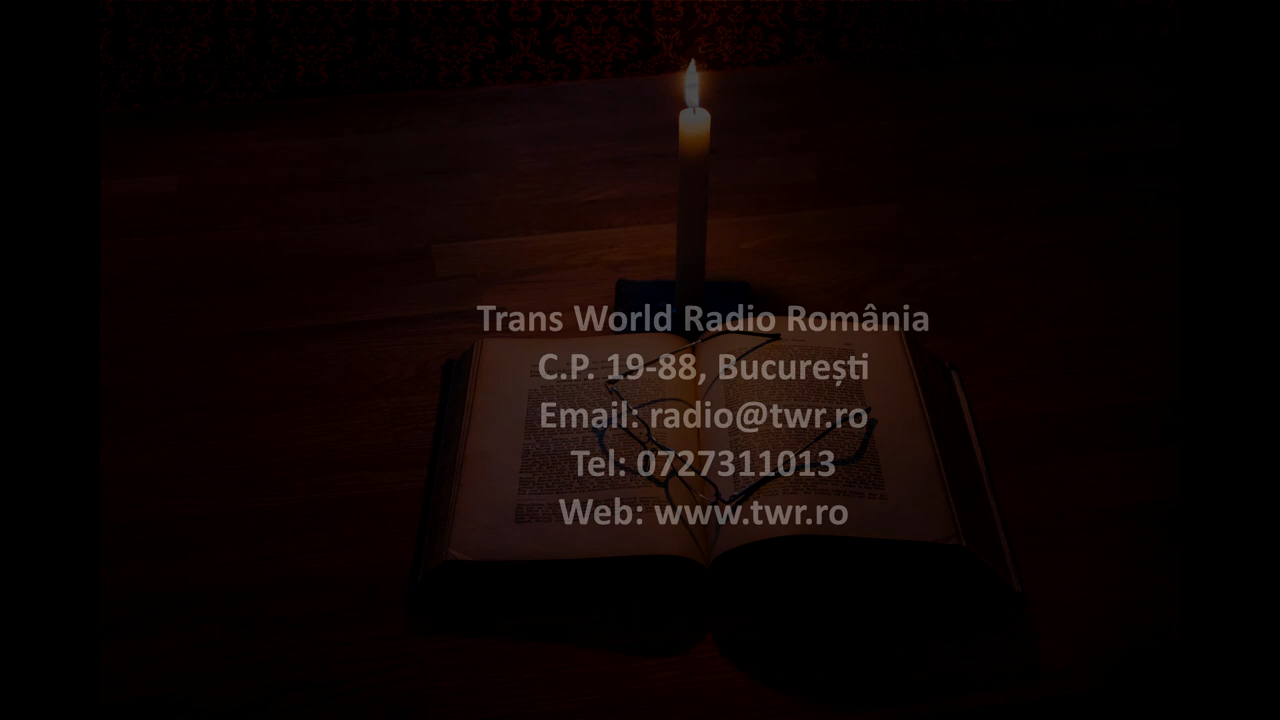 Trans World Radio România
C.P. 19-88, București
Email: radio@twr.ro
Tel: 0727311013
Web: www.twr.ro